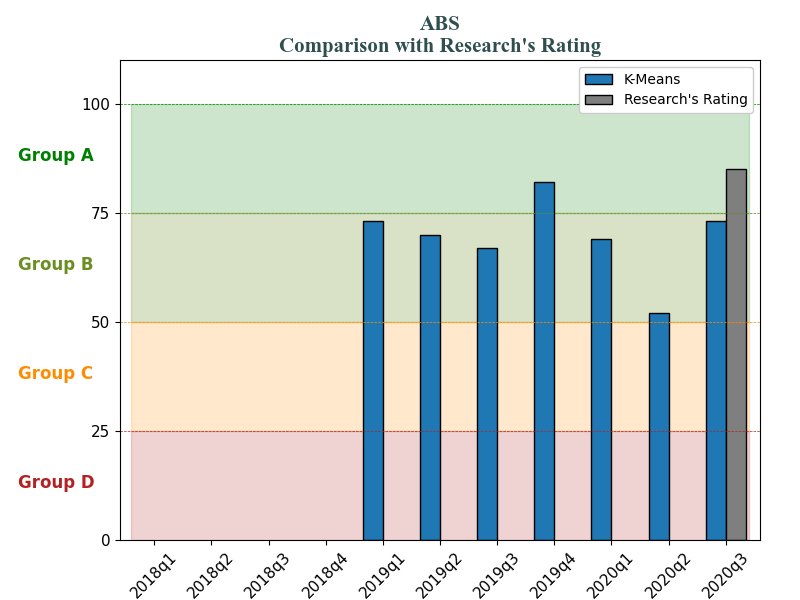 ABS
Comparison with Research's Rating
K-Means
Research's Rating
100
Group A
75
Group B
50
Group C
25
Group D
0
2018q1
2018q2
2018q3
2018q4
2019q1
2019q2
2019q3
2019q4
2020q1
2020q2
2020q3